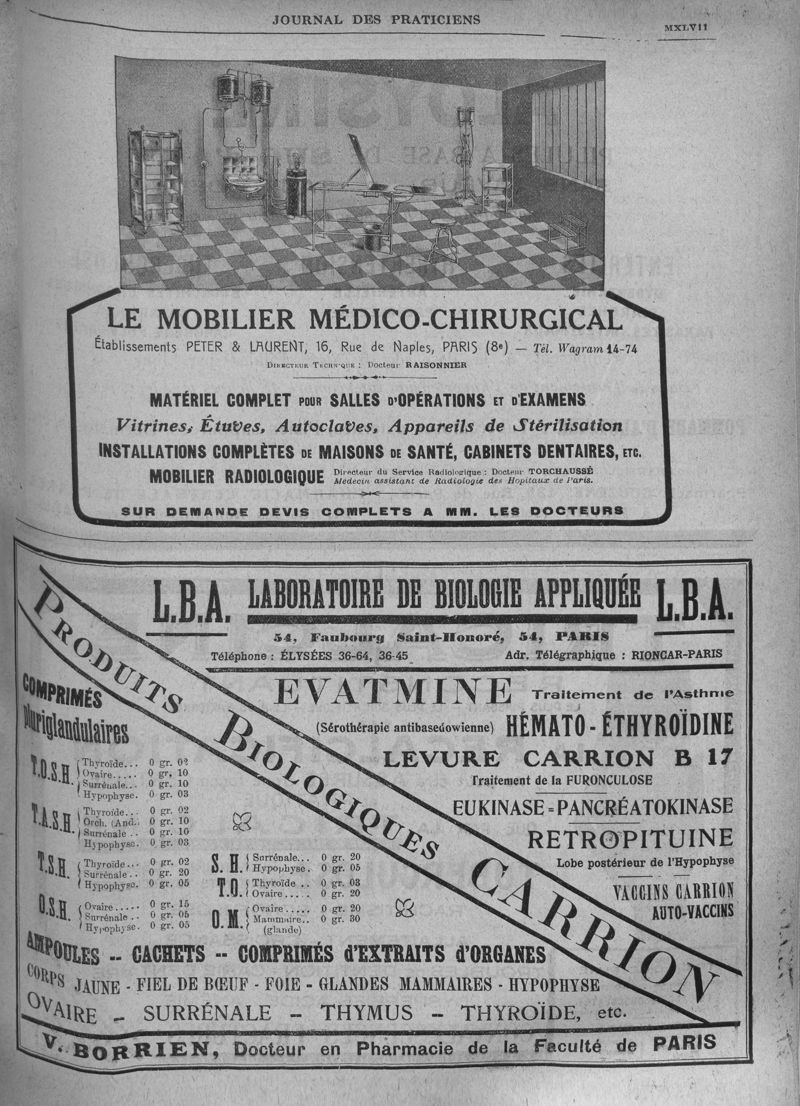 JOURNAL DES PRATICIENS
MXLVII
LE MOBILIER MÉDICO-CHIRURGICAL
Établissements PETER & LAURENT, 16, Rue de Naples, PARIS (8e) — Tél. Wagram 14-74
DIRECTEUR TECHNIQUE : Docteur RAISONNIER
MATÉRIEL COMPLET POUR SALLES D'OPÉRATIONS ET D'EXAMENS
Vitrines, Étuves, Autoclaves, Appareils de Stérilisation
INSTALLATIONS COMPLÈTES DE MAISONS DE SANTÉ, CABINETS DENTAIRES, ETC.
MOBILIER RADIOLOGIQUE Directeur du Service Radiologique : Docteur TORCHAUSSÉ
Médecin assistant de Radiologie des Hopitaux de Paris.
SUR DEMANDE DEVIS COMPLETS A MM. LES DOCTEURS
L.B.A. LABORATOIRE DE BIOLOGIE APPLIQUÉE L.B.A.
54, Faubourg Saint-Honoré, 54, PARIS
Téléphone : ÉLYSÉES 36-64, 36-45 Adr. Télégraphique : RIONCAR-PARIS
PRODUITS BIOLOGIQUES CARRION
EVATMINE Traitement de l'Asthme
(Sérothérapie antibasedowienne) HÉMATO-ÉTHYROÏDINE
LEVURE CARRION B 17
Traitement de la FURONCULOSE
EUKINASE - PANCRÉATOKINASE
RETROPITUINE
Lobe postérieur de l'Hypophyse
VACCINS CARRION
AUTO-VACCINS
COMPRIMÉS
Pluriglandulaires
T.O.S.H. Thyroïde... 0 gr. 02
Ovaire..... 0 gr. 10
Surrénale... 0 gr. 10
Hypophyse. 0 gr. 03
T.A.S.H. Thyroïde... 0 gr. 02
Orch. (And.) 0 gr. 10
Surrénale .. 0 gr. 10
Hypophyse. 0 gr. 03
T.S.H. Thyroïde... 0 gr. 02
Surrénale.. 0 gr. 20
Hypophyse. 0 gr. 05
O.S.H. Ovaire..... 0 gr. 15
Surrénale.. 0 gr. 05
Hypophyse. 0 gr. 05
S. H. Surrénale... 0 gr. 20
Hypophyse. 0 gr. 05
T.O. Thyroïde .. 0 gr. 03
Ovaire..... 0 gr. 20
O.M. Ovaire..... 0 gr. 20
Mammaire.. 0 gr. 30
(glande)
AMPOULES -- CACHETS -- COMPRIMÉS d'EXTRAITS d'ORGANES
CORPS JAUNE - FIEL DE BŒUF - FOIE - GLANDES MAMMAIRES - HYPOPHYSE
OVAIRE - SURRÉNALE - THYMUS - THYROÏDE, etc.
V. BORRIEN, Docteur en Pharmacie de la Faculté de PARIS